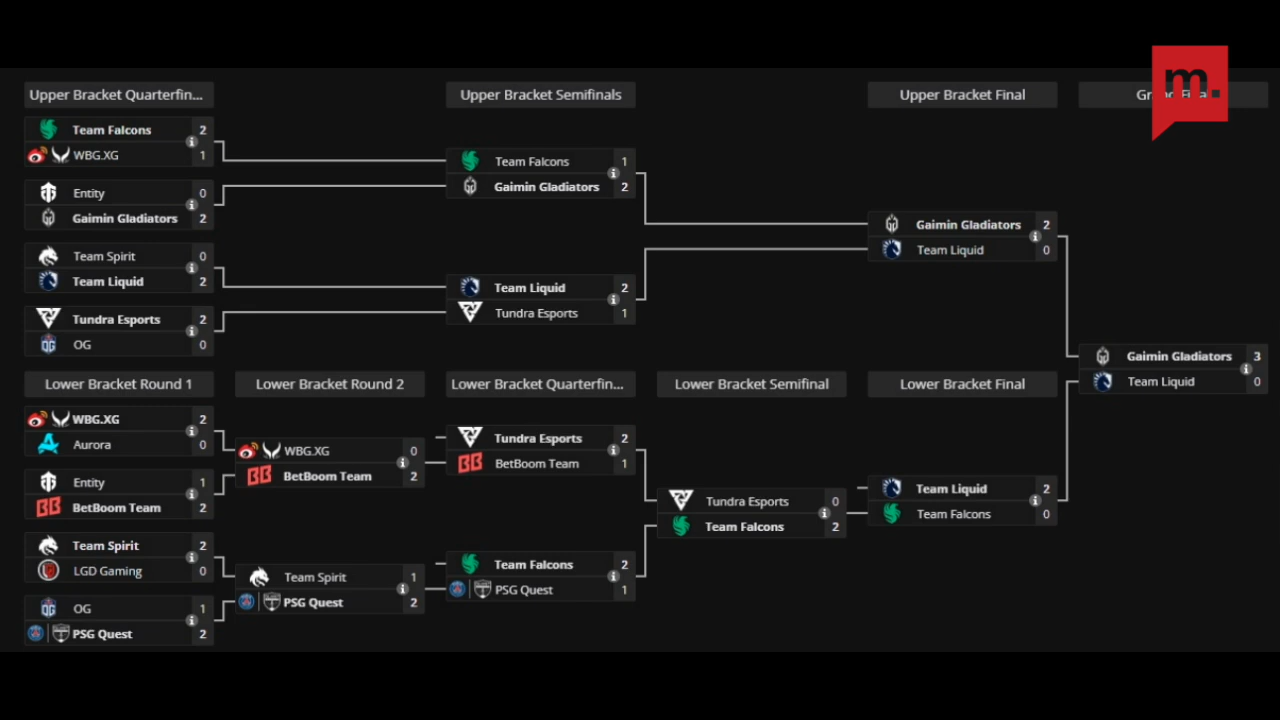 Upper Bracket Quarterfin...
Team Falcons 2
WBG.XG 1
Entity 0
Gaimin Gladiators 2
Team Spirit 0
Team Liquid 2
Tundra Esports 2
OG 0
Upper Bracket Semifinals
Team Falcons 1
Gaimin Gladiators 2
Team Liquid 2
Tundra Esports 1
Upper Bracket Final
Gaimin Gladiators 2
Team Liquid 0
m.
Gaimin Gladiators 3
Team Liquid 0
Lower Bracket Round 1
WBG.XG 2
Aurora 0
Entity 1
BetBoom Team 2
Team Spirit 2
LGD Gaming 0
OG 1
PSG Quest 2
Lower Bracket Round 2
WBG.XG 0
BetBoom Team 2
Team Spirit 1
PSG Quest 2
Lower Bracket Quarterfin...
Tundra Esports 2
BetBoom Team 1
Team Falcons 2
PSG Quest 1
Lower Bracket Semifinal
Tundra Esports 0
Team Falcons 2
Lower Bracket Final
Team Liquid 2
Team Falcons 0